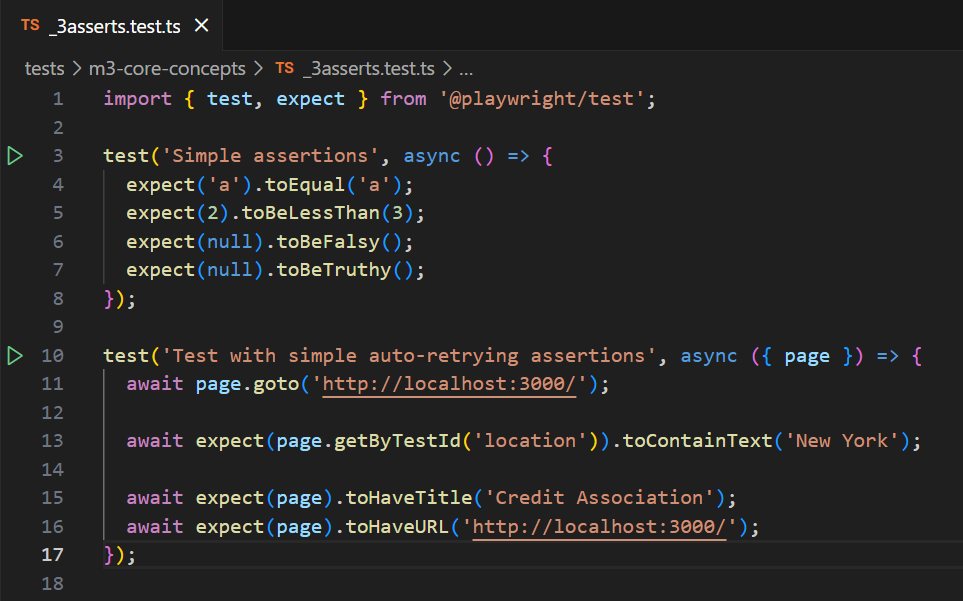 TS _3asserts.test.ts ×
tests > m3-core-concepts > TS _3asserts.test.ts > ...
1 import { test, expect } from '@playwright/test';
2
3 test('Simple assertions', async () => {
4   expect('a').toEqual('a');
5   expect(2).toBeLessThan(3);
6   expect(null).toBeFalsy();
7   expect(null).toBeTruthy();
8 });
9
10 test('Test with simple auto-retrying assertions', async ({ page }) => {
11   await page.goto('http://localhost:3000/');
12
13   await expect(page.getByTestId('location')).toContainText('New York');
14
15   await expect(page).toHaveTitle('Credit Association');
16   await expect(page).toHaveURL('http://localhost:3000/');
17 });
18